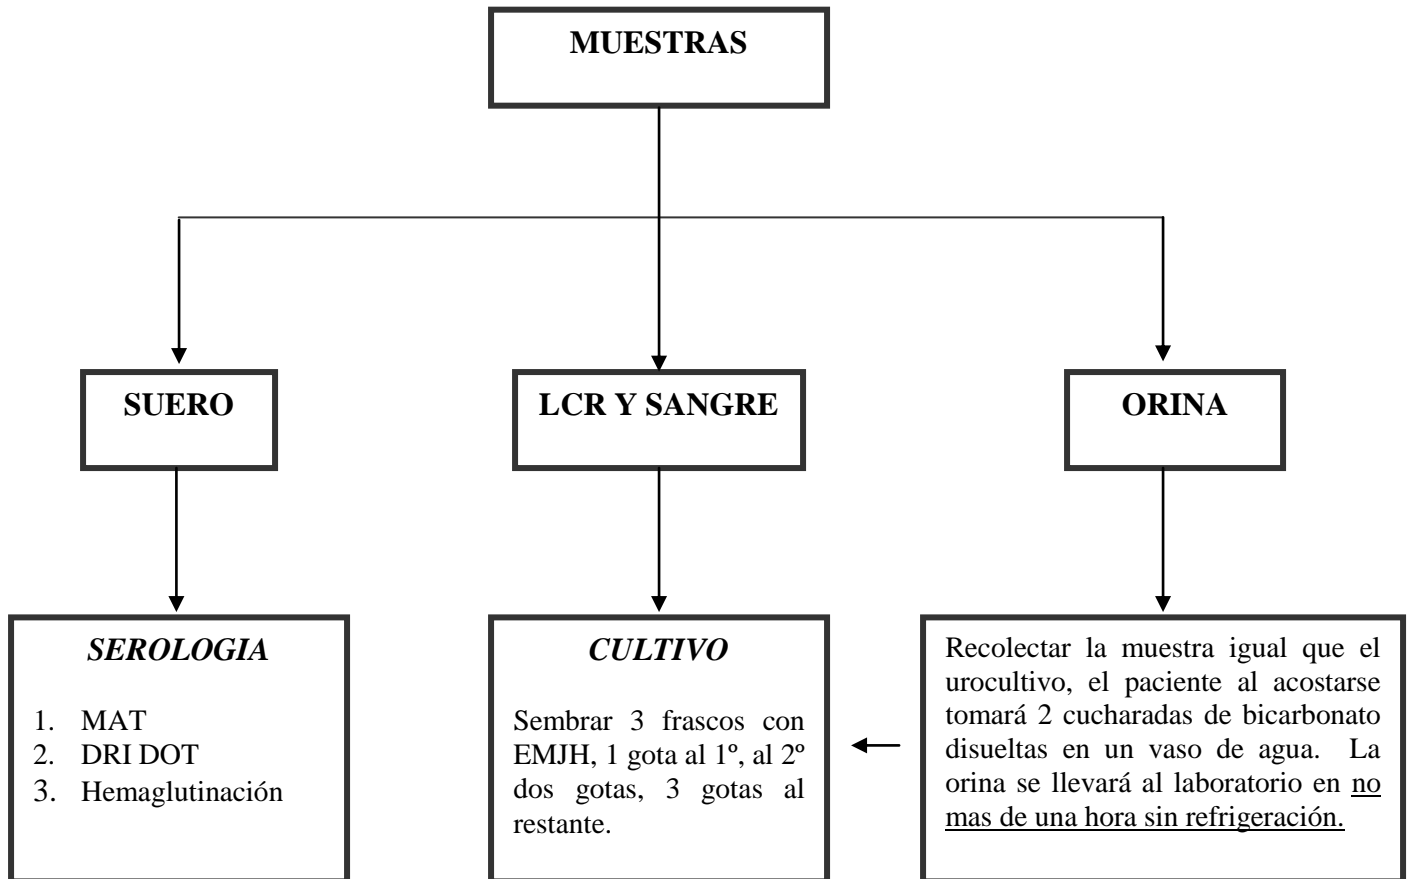 MUESTRAS
SUERO
LCR Y SANGRE
ORINA
SEROLOGIA
1. MAT
2. DRI DOT
3. Hemaglutinación
CULTIVO
Sembrar 3 frascos con
EMJH, 1 gota al 1º, al 2º
dos gotas, 3 gotas al
restante.
Recolectar la muestra igual que el
urocultivo, el paciente al acostarse
tomará 2 cucharadas de bicarbonato
disueltas en un vaso de agua. La
orina se llevará al laboratorio en no
mas de una hora sin refrigeración.